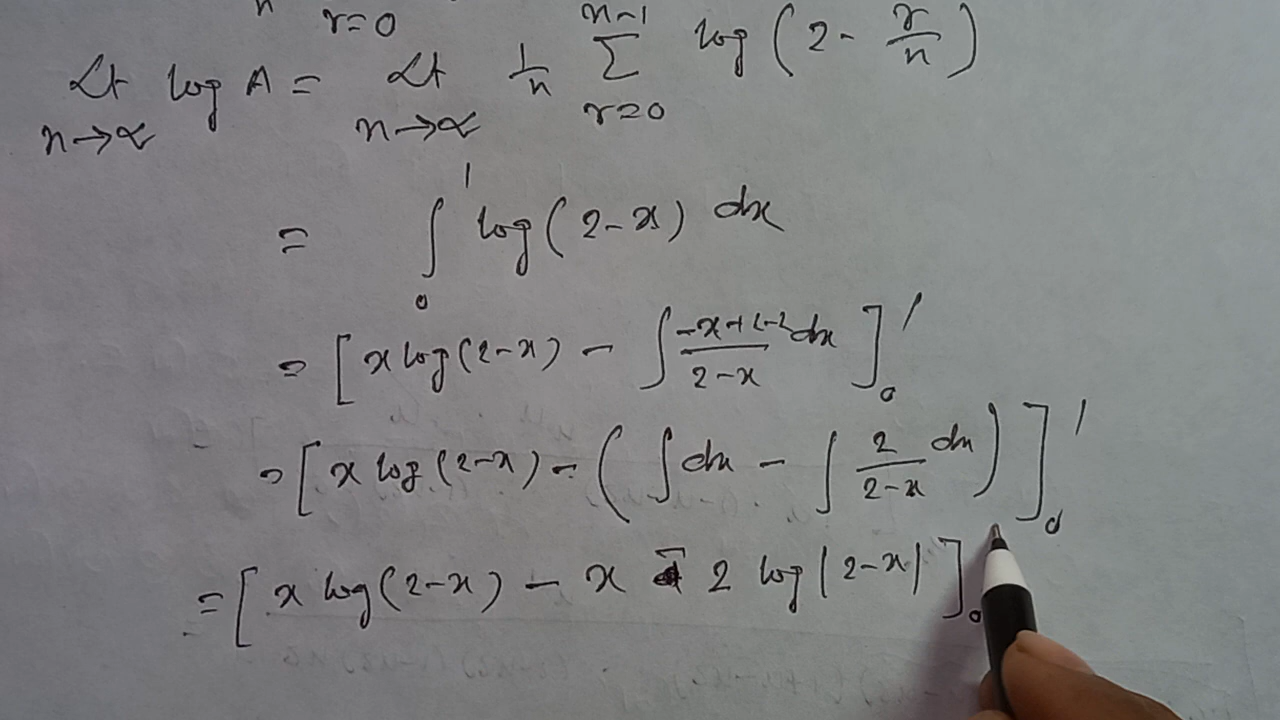 n r=0
Lt n→∝ log A = Lt n→∝ 1/n n-1 Σ r=0 log (2 - r/n)
= ∫₀¹ log(2-x) dx
= [x log(2-x) - ∫ (-x+2-2)/(2-x) dx]₀¹
= [x log(2-x) - (∫dx - ∫ 2/(2-x) dx)]₀¹
= [x log(2-x) - x - 2 log|2-x|]₀